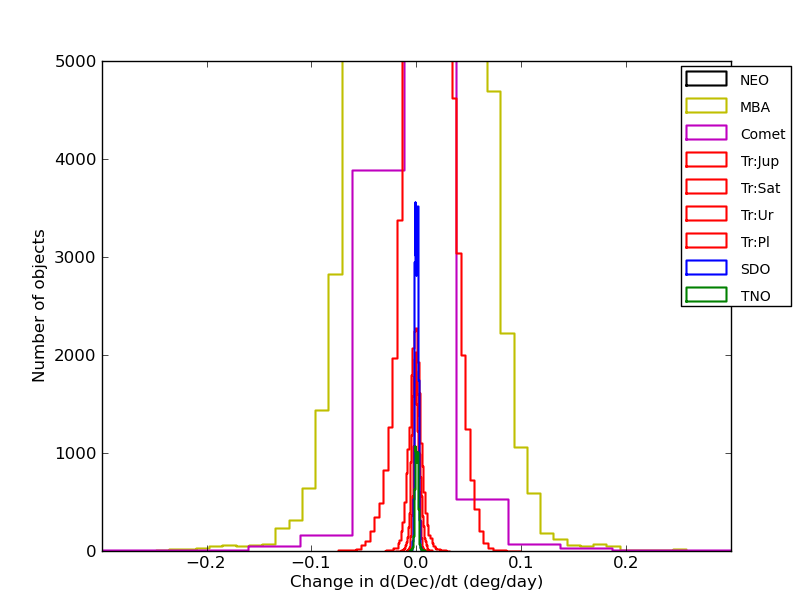 5000
4000
3000
2000
1000
0
Number of objects
−0.2
−0.1
0.0
0.1
0.2
Change in d(Dec)/dt (deg/day)
NEO
MBA
Comet
Tr:Jup
Tr:Sat
Tr:Ur
Tr:Pl
SDO
TNO